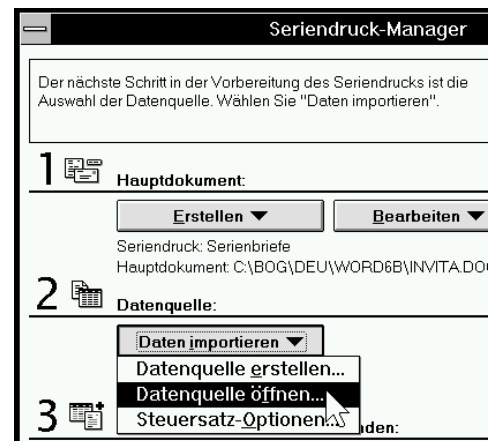 Seriendruck-Manager
Der nächste Schritt in der Vorbereitung des Seriendrucks ist die
Auswahl der Datenquelle. Wählen Sie "Daten importieren".
1 Hauptdokument:
Erstellen Bearbeiten
Seriendruck: Serienbriefe
Hauptdokument: C:\BOG\DEU\WORD6B\INVITA.DO
2 Datenquelle:
Daten importieren
Datenquelle erstellen...
Datenquelle öffnen...
Steuersatz-Optionen...
3